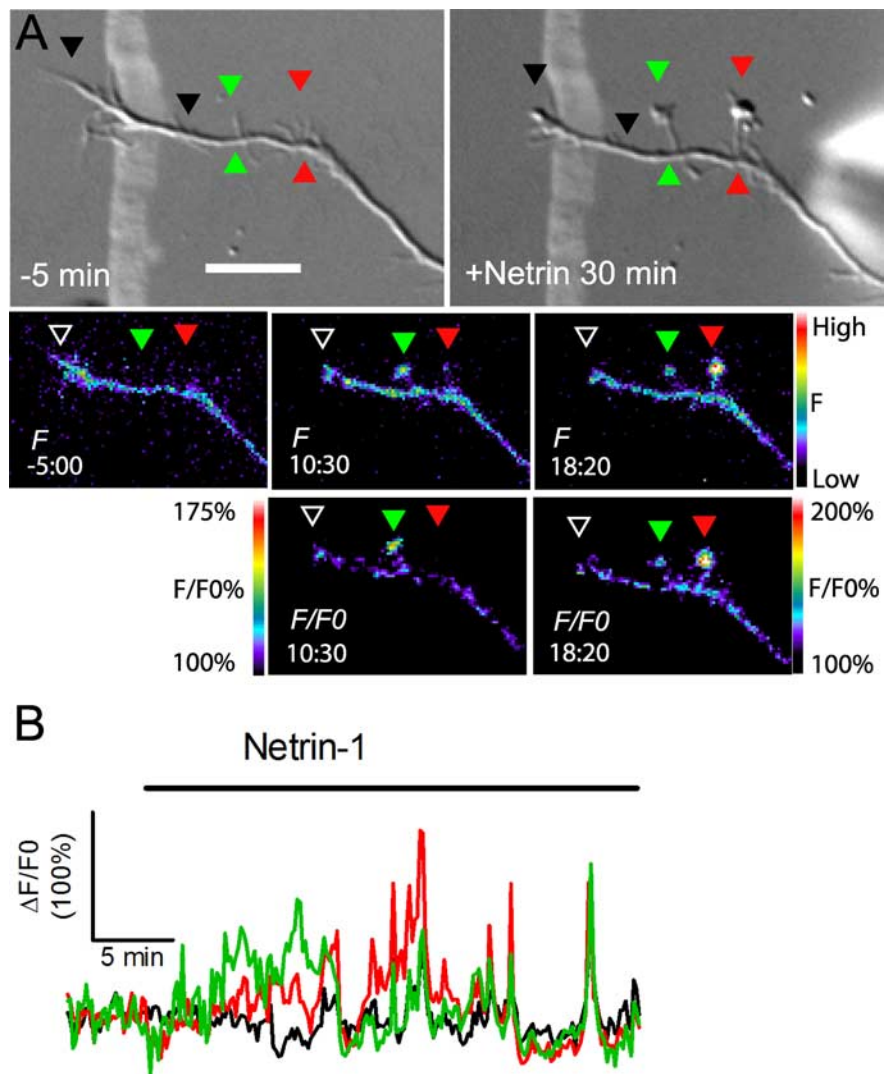 A
-5 min
+Netrin 30 min
F
-5:00
F
10:30
F
18:20
High
F
Low
175%
F/F0%
100%
F/F0
10:30
F/F0
18:20
200%
F/F0%
100%
B
Netrin-1
ΔF/F0
(100%)
5 min